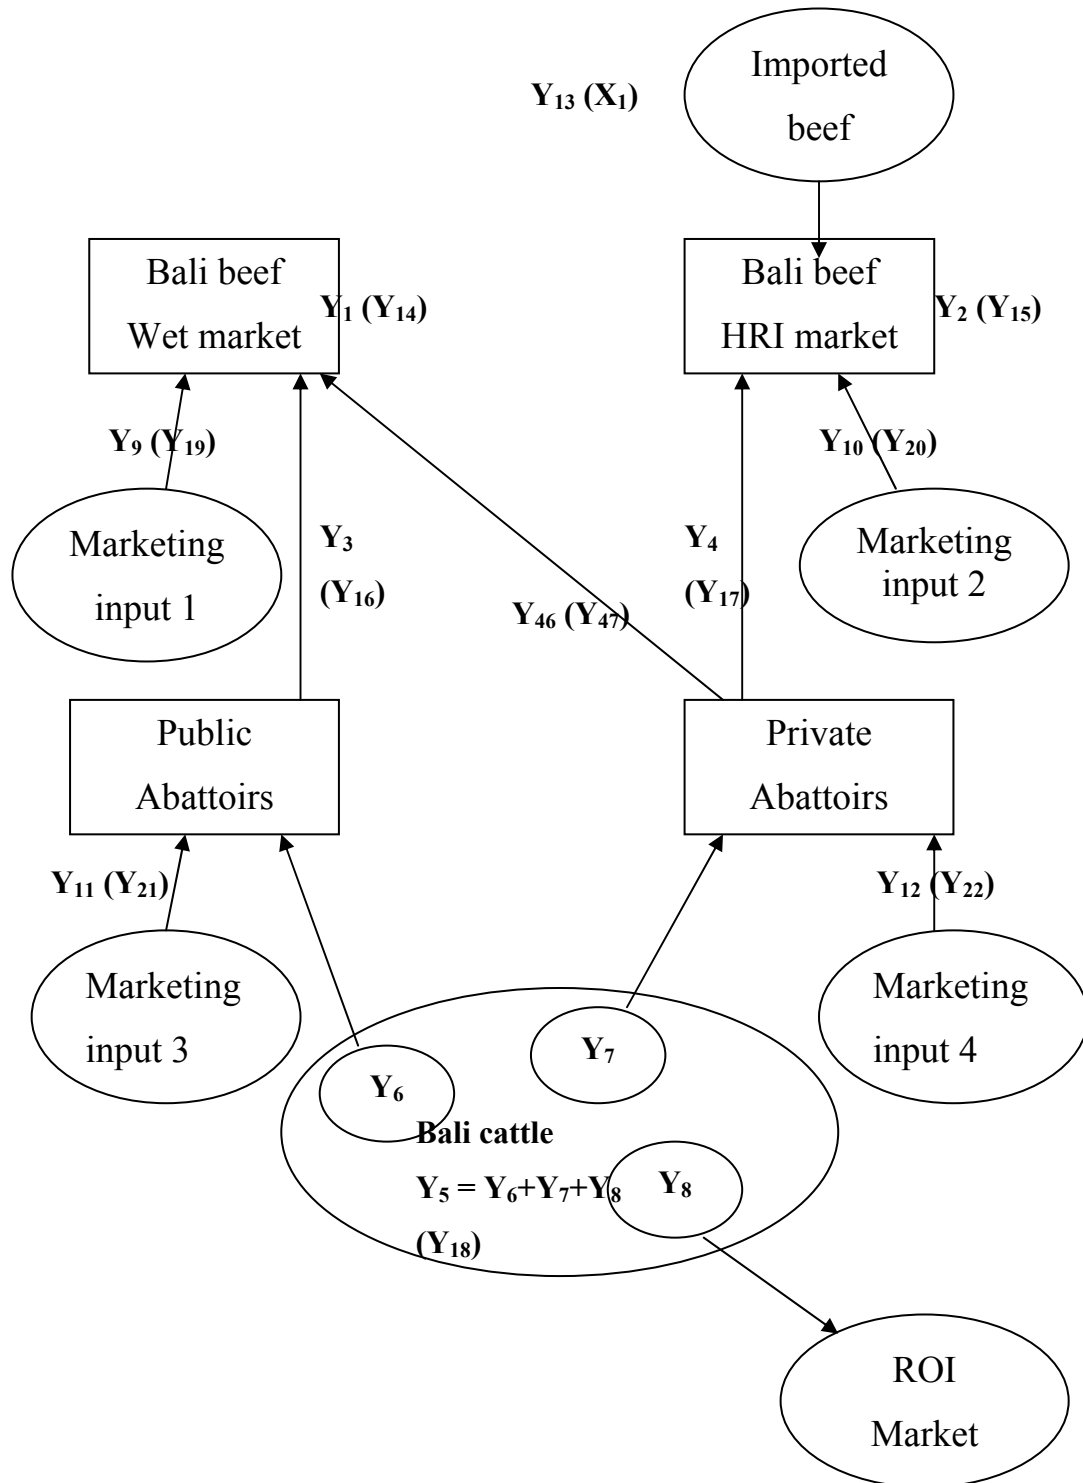 Imported
beef
Y₁₃ (X₁)
Bali beef
Wet market
Y₁ (Y₁₄)
Bali beef
HRI market
Y₂ (Y₁₅)
Y₉ (Y₁₉)
Y₁₀ (Y₂₀)
Marketing
input 1
Y₃
(Y₁₆)
Y₄₆ (Y₄₇)
Y₄
(Y₁₇)
Marketing
input 2
Public
Abattoirs
Private
Abattoirs
Y₁₁ (Y₂₁)
Y₁₂ (Y₂₂)
Marketing
input 3
Marketing
input 4
Y₇
Y₆
Bali cattle
Y₅ = Y₆+Y₇+Y₈
(Y₁₈)
Y₈
ROI
Market